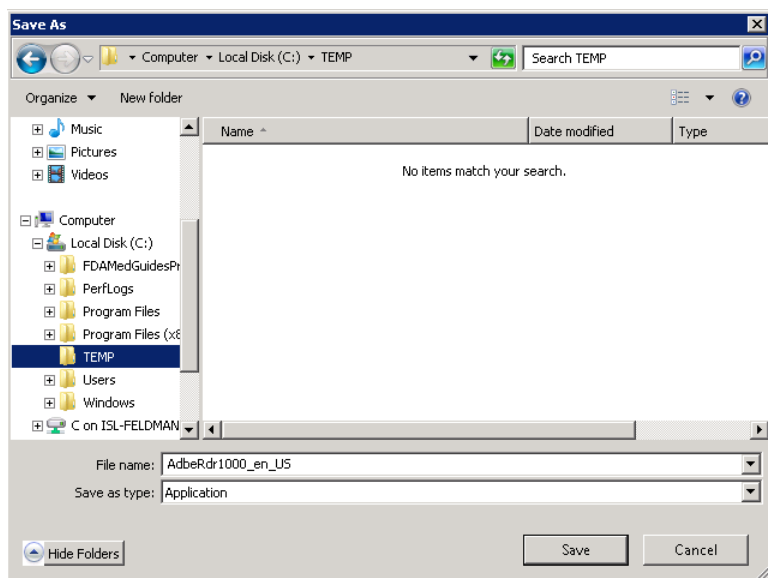 Save As
Computer Local Disk (C:) TEMP
Search TEMP
Organize New folder
Music
Pictures
Videos
Computer
Local Disk (C:)
FDAMedGuidesPr
PerfLogs
Program Files
Program Files (x8
TEMP
Users
Windows
C on ISL-FELDMAN
Name Date modified Type
No items match your search.
File name: AdbeRdr1000_en_US
Save as type: Application
Hide Folders Save Cancel